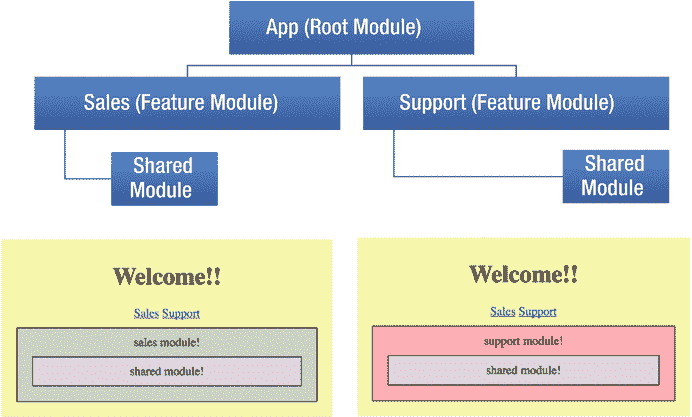 App (Root Module)
Sales (Feature Module)
Support (Feature Module)
Shared
Module
Shared
Module
Welcome!!
Sales Support
sales module!
shared module!
Welcome!!
Sales Support
support module!
shared module!